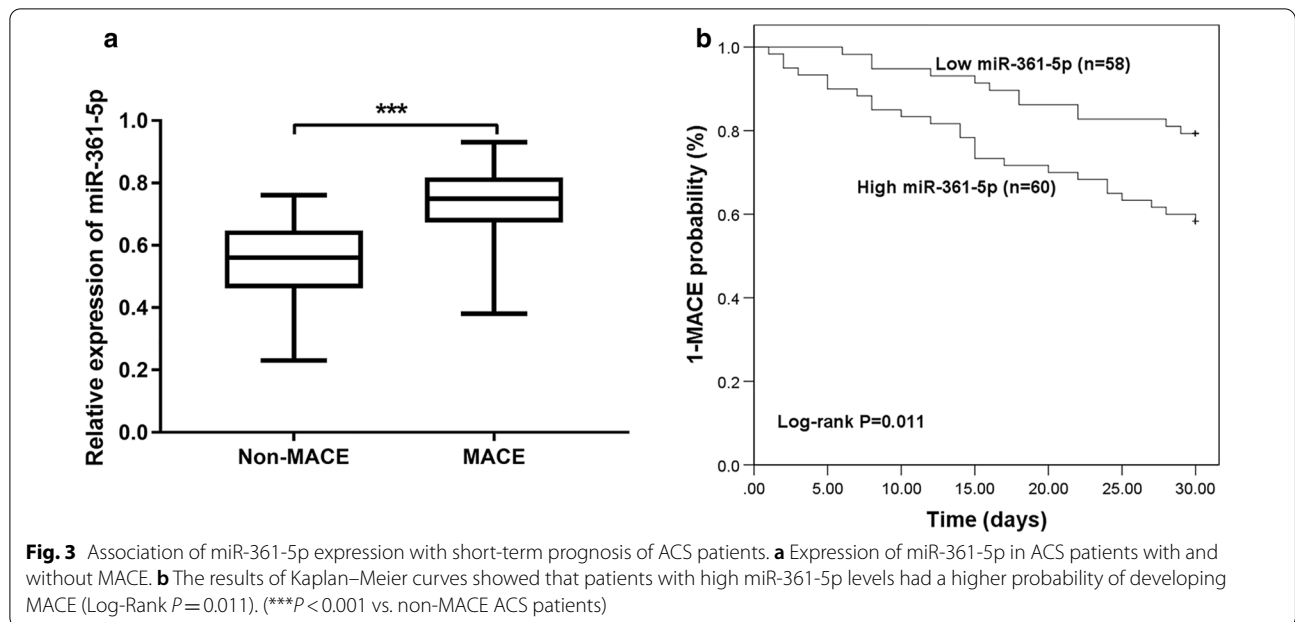 a
Relative expression of miR-361-5p
1.0
0.8
0.6
0.4
0.2
0.0
***
Non-MACE
MACE
b
1-MACE probability (%)
1.0
0.8
0.6
0.4
0.2
0.0
Low miR-361-5p (n=58)
High miR-361-5p (n=60)
Log-rank P=0.011
.00
5.00
10.00
15.00
20.00
25.00
30.00
Time (days)
Fig. 3 Association of miR-361-5p expression with short-term prognosis of ACS patients. a Expression of miR-361-5p in ACS patients with and
without MACE. b The results of Kaplan–Meier curves showed that patients with high miR-361-5p levels had a higher probability of developing
MACE (Log-Rank P = 0.011). (***P < 0.001 vs. non-MACE ACS patients)